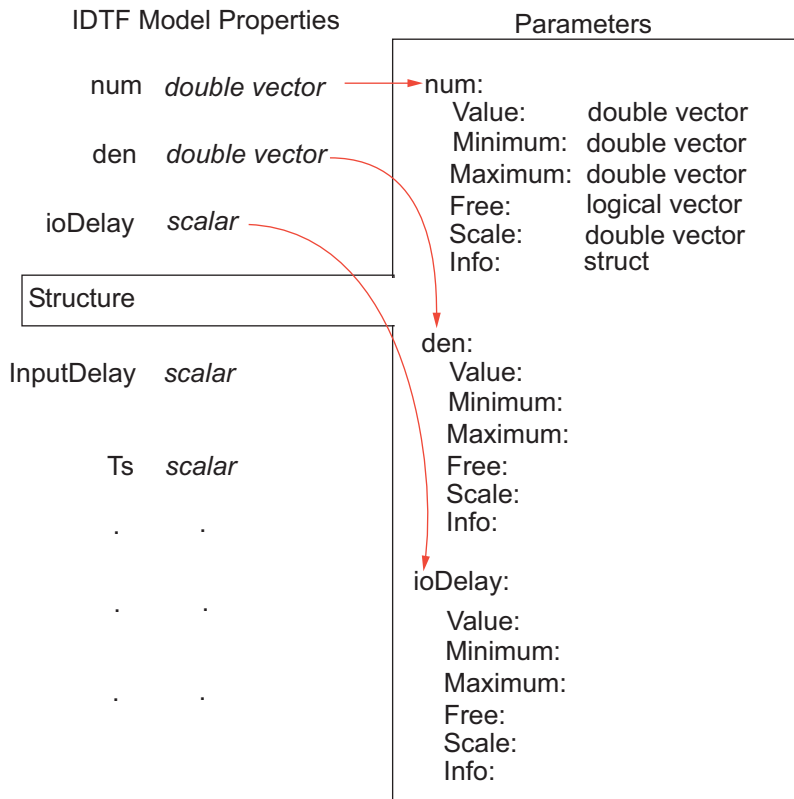 IDTF Model Properties
num double vector
den double vector
ioDelay scalar
Structure
InputDelay scalar
Ts scalar
. .
. .
. .
Parameters
num:
Value: double vector
Minimum: double vector
Maximum: double vector
Free: logical vector
Scale: double vector
Info: struct
den:
Value:
Minimum:
Maximum:
Free:
Scale:
Info:
ioDelay:
Value:
Minimum:
Maximum:
Free:
Scale:
Info: